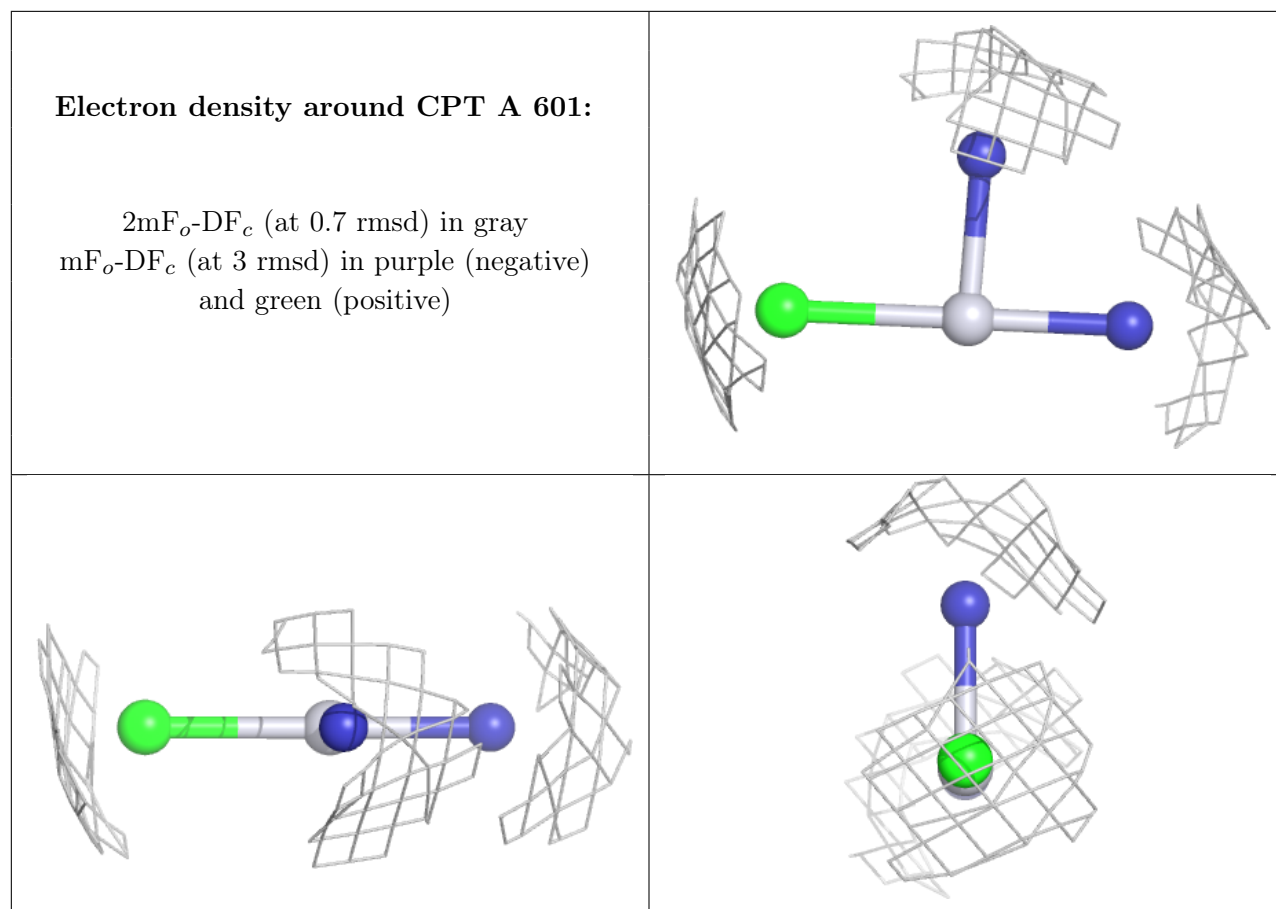 Electron density around CPT A 601:
2mFₒ-DF𝒸 (at 0.7 rmsd) in gray
mFₒ-DF𝒸 (at 3 rmsd) in purple (negative)
and green (positive)